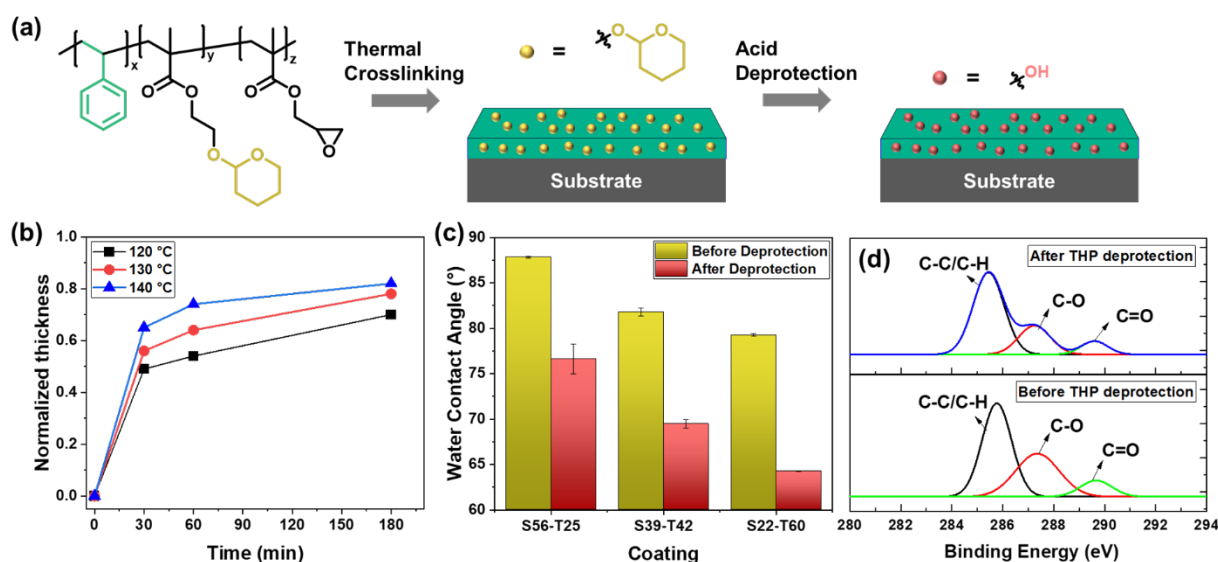 (a)
x
y
z
O
O
O
O
O
O
O
Thermal
Crosslinking
=
O
O
Substrate
Acid
Deprotection
=
OH
Substrate
(b)
Normalized thickness
1.0
0.8
0.6
0.4
0.2
0.0
120 °C
130 °C
140 °C
0
30
60
90
120
150
180
Time (min)
(c)
Water Contact Angle (°)
90
85
80
75
70
65
60
Before Deprotection
After Deprotection
S56-T25
S39-T42
S22-T60
Coating
(d)
After THP deprotection
C-C/C-H
C-O
C=O
Before THP deprotection
C-C/C-H
C-O
C=O
280
282
284
286
288
290
292
294
Binding Energy (eV)